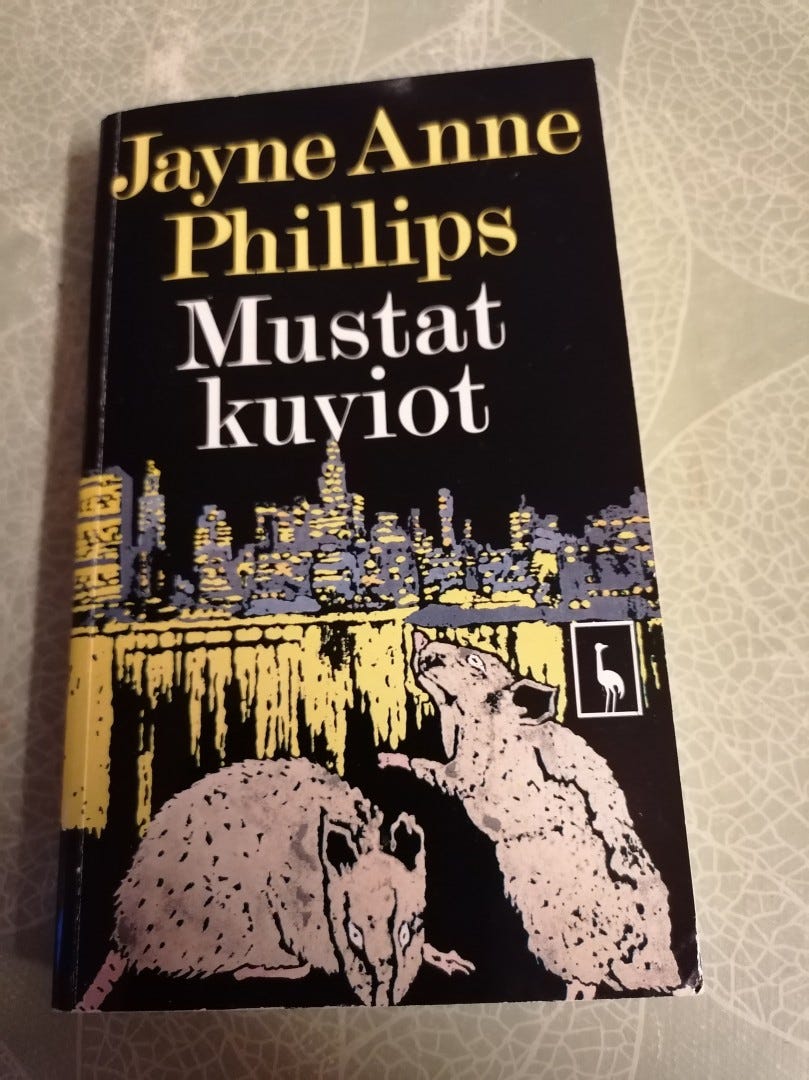 Jayne Anne
Phillips
Mustat
kuviot